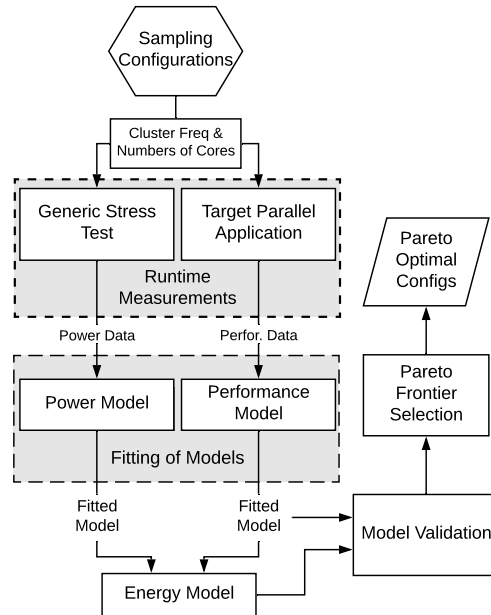 Sampling
Configurations
Cluster Freq &
Numbers of Cores
Generic Stress
Test
Target Parallel
Application
Runtime
Measurements
Pareto
Optimal
Configs
Power Data
Perfor. Data
Power Model
Performance
Model
Fitting of Models
Pareto
Frontier
Selection
Fitted
Model
Fitted
Model
Model Validation
Energy Model